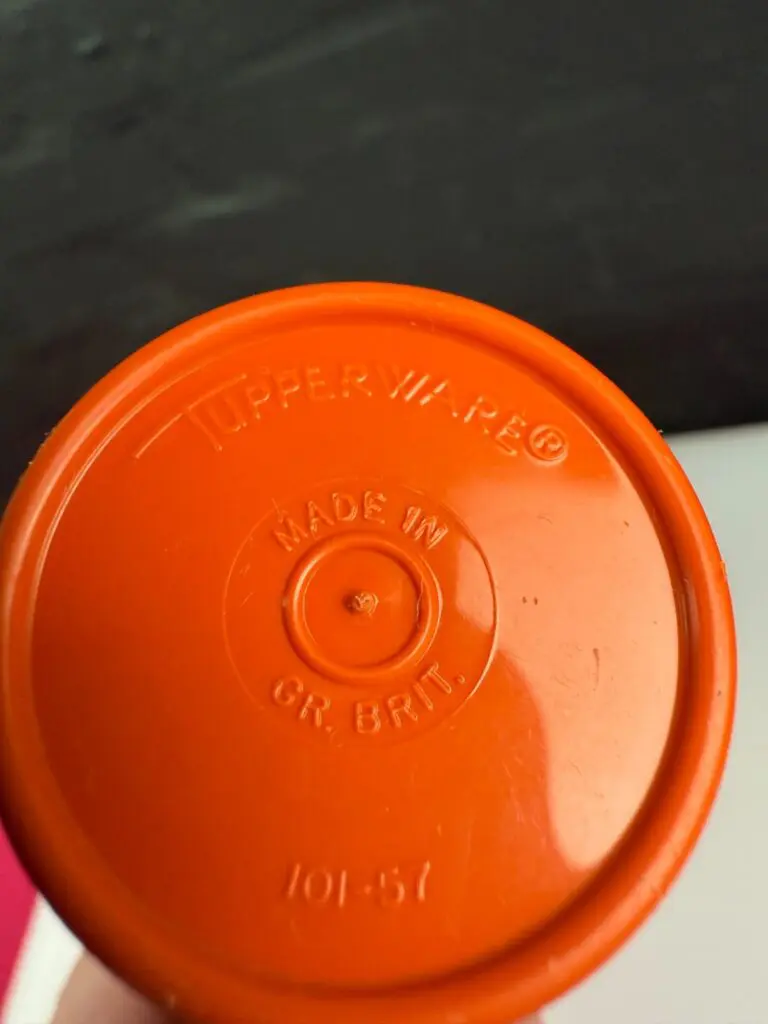 TUPPERWARE®
MADE IN
GR. BRIT.
101-57